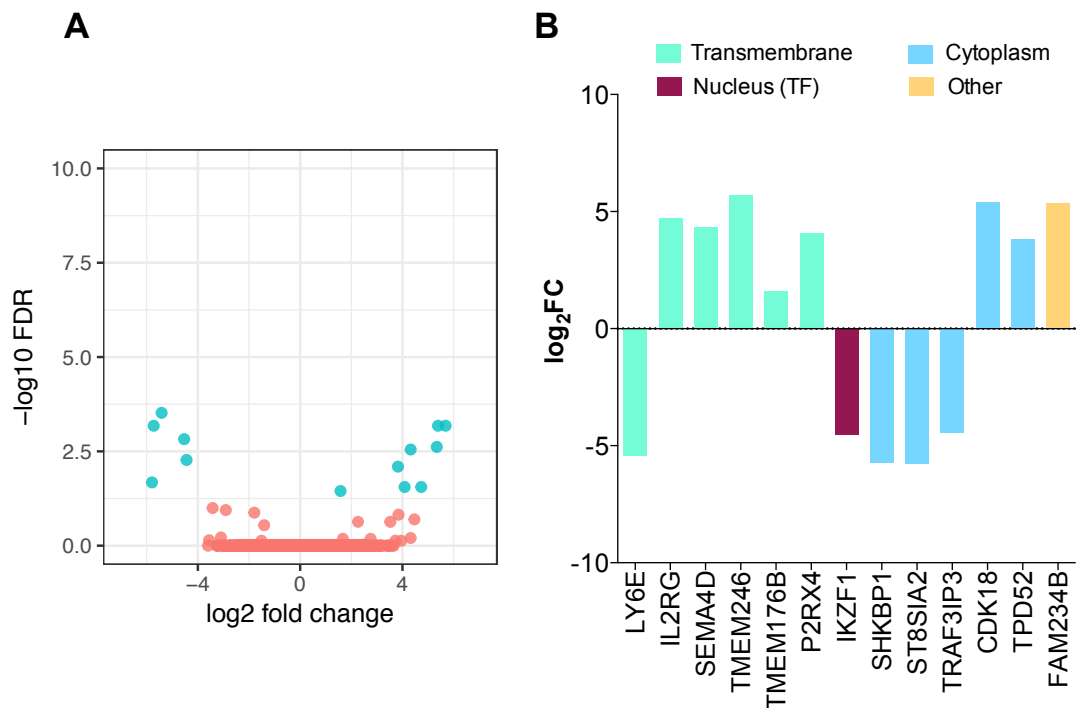 A
10.0
7.5
5.0
2.5
0.0
−log10 FDR
−4
0
4
log2 fold change
B
Transmembrane
Cytoplasm
Nucleus (TF)
Other
10
5
0
-5
-10
log₂FC
LY6E
IL2RG
SEMA4D
TMEM246
TMEM176B
P2RX4
IKZF1
SHKBP1
ST8SIA2
TRAF3IP3
CDK18
TPD52
FAM234B